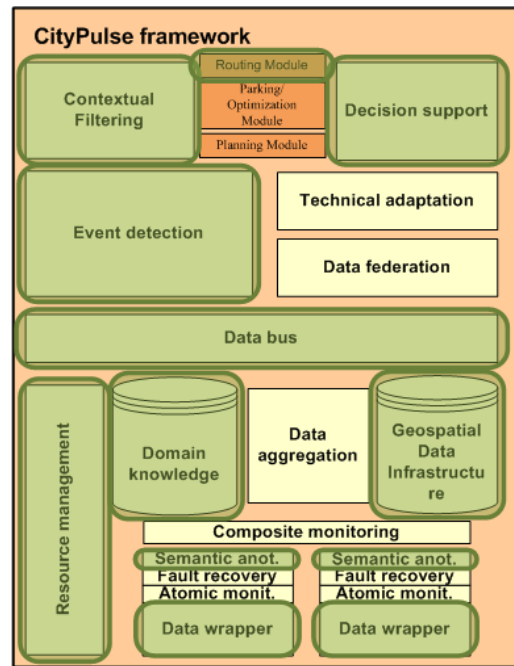 CityPulse framework
Contextual
Filtering
Routing Module
Parking/
Optimization
Module
Planning Module
Decision support
Event detection
Technical adaptation
Data federation
Data bus
Resource management
Domain
knowledge
Data
aggregation
Geospatial
Data
Infrastructu
re
Composite monitoring
Semantic anot.
Fault recovery
Atomic monit.
Data wrapper
Semantic anot.
Fault recovery
Atomic monit.
Data wrapper